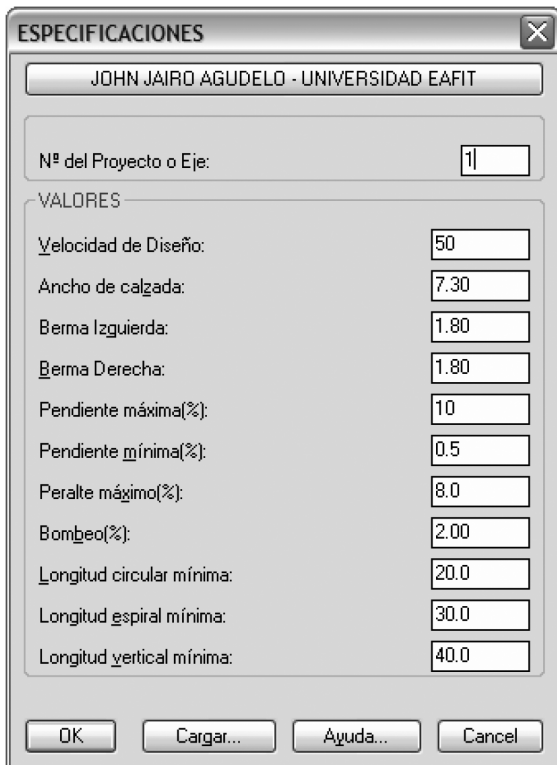 ESPECIFICACIONES
JOHN JAIRO AGUDELO - UNIVERSIDAD EAFIT
Nº del Proyecto o Eje: 1
VALORES
Velocidad de Diseño: 50
Ancho de calzada: 7.30
Berma Izguierda: 1.80
Berma Derecha: 1.80
Pendiente máxima(%): 10
Pendiente mínima(%): 0.5
Peralte máximo(%): 8.0
Bombeo(%): 2.00
Longitud circular mínima: 20.0
Longitud espiral mínima: 30.0
Longitud vertical mínima: 40.0
OK Cargar... Ayuda... Cancel